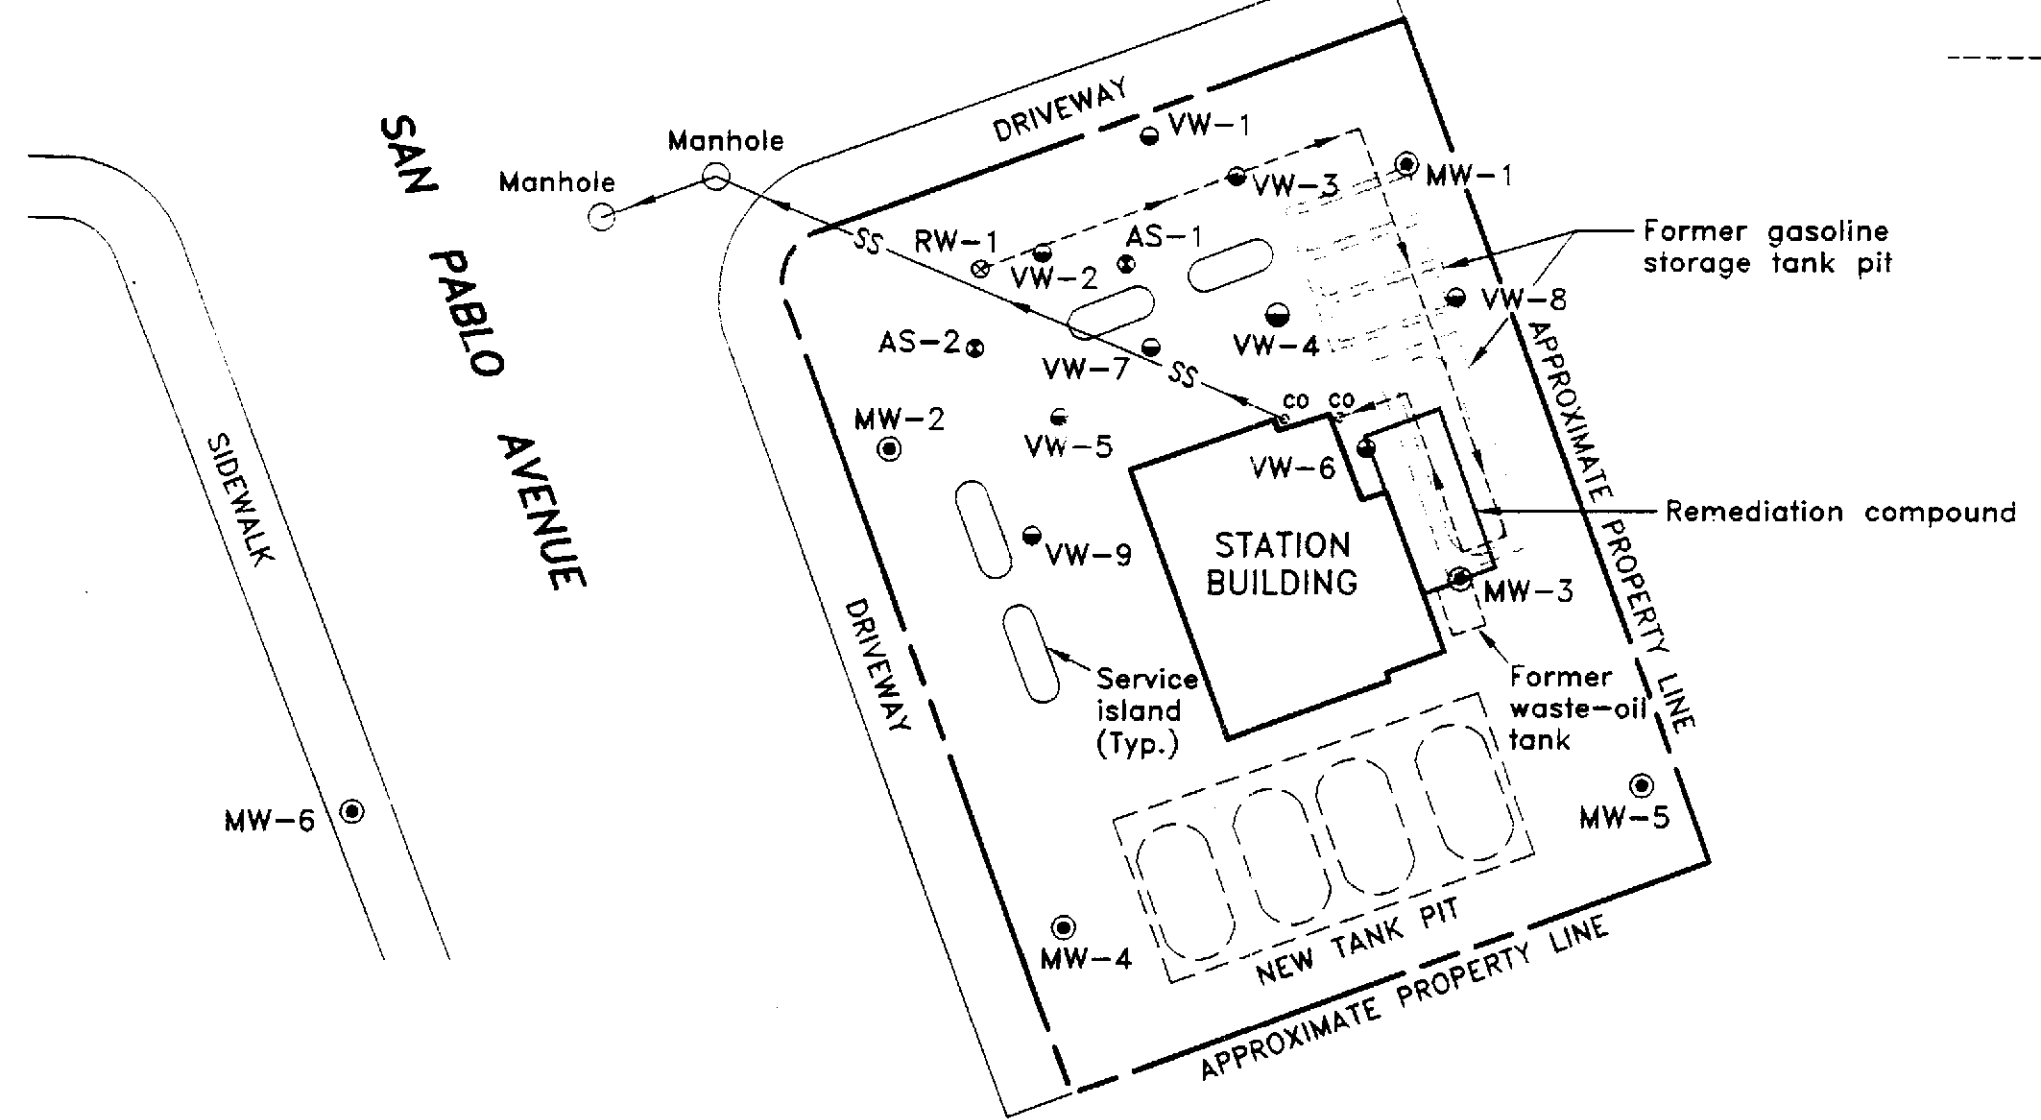 DRIVEWAY
VW-1
SAN PABLO AVENUE
Manhole
Manhole
VW-3
MW-1
SS
RW-1
AS-1
Former gasoline
storage tank pit
VW-2
VW-8
AS-2
VW-7
VW-4
SS
CO
CO
APPROXIMATE PROPERTY LINE
MW-2
VW-5
VW-6
SIDEWALK
Remediation compound
VW-9
STATION
BUILDING
MW-3
DRIVEWAY
Service
island
(Typ.)
Former
waste-oil
tank
MW-6
MW-5
MW-4
NEW TANK PIT
APPROXIMATE PROPERTY LINE